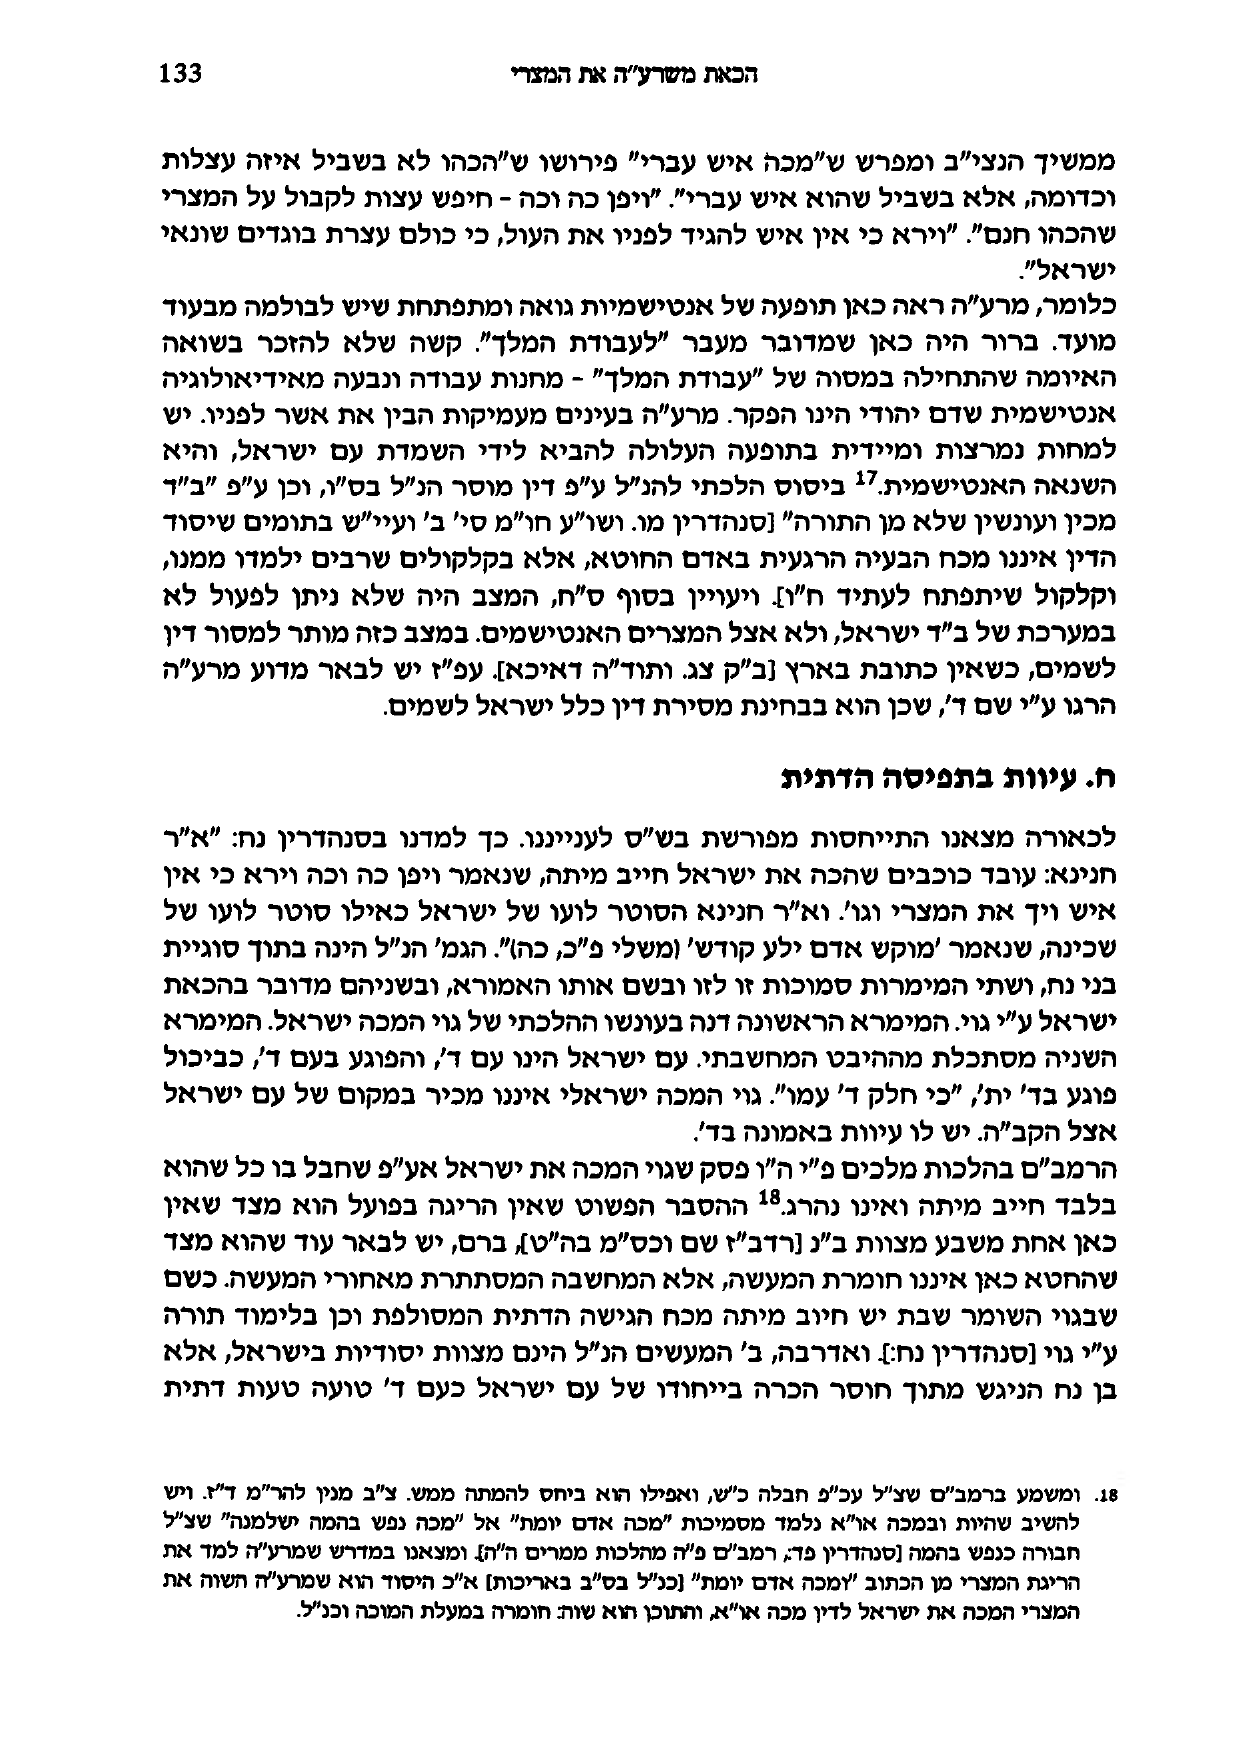 הכאת משרע"ה את המצרי 133
ממשיך הנצי"ב ומפרש ש"מכה איש עברי" פירושו ש"הכהו לא בשביל איזה עצלות
וכדומה, אלא בשביל שהוא איש עברי". "ויפן כה וכה - חיפש עצות לקבול על המצרי
שהכהו חנם". "וירא כי אין איש להגיד לפניו את העול, כי כולם עצרת בוגדים שונאי
ישראל".
כלומר, מרע"ה ראה כאן תופעה של אנטישמיות גואה ומתפתחת שיש לבולמה מבעוד
מועד. ברור היה כאן שמדובר מעבר "לעבודת המלך". קשה שלא להזכר בשואה
האיומה שהתחילה במסוה של "עבודת המלך" - מחנות עבודה ונבעה מאידיאולוגיה
אנטישמית שדם יהודי הינו הפקר. מרע"ה בעינים מעמיקות הבין את אשר לפניו. יש
למחות נמרצות ומיידית בתופעה העלולה להביא לידי השמדת עם ישראל, והיא
השנאה האנטישמית.17 ביסוס הלכתי להנ"ל ע"פ דין מוסר הנ"ל בס"ו, וכן ע"פ "ב"ד
מכין ועונשין שלא מן התורה" [סנהדרין מו. ושו"ע חו"מ סי' ב' ועיי"ש בתומים שיסוד
הדין איננו מכח הבעיה הרגעית באדם החוטא, אלא בקלקולים שרבים ילמדו ממנו,
וקלקול שיתפתח לעתיד ח"ו]. ויעויין בסוף ס"ח, המצב היה שלא ניתן לפעול לא
במערכת של ב"ד ישראל, ולא אצל המצרים האנטישמים. במצב כזה מותר למסור דין
לשמים, כשאין כתובת בארץ [ב"ק צג. ותוד"ה דאיכא]. עפ"ז יש לבאר מדוע מרע"ה
הרגו ע"י שם ד', שכן הוא בבחינת מסירת דין כלל ישראל לשמים.
ח. עיוות בתפיסה הדתית
לכאורה מצאנו התייחסות מפורשת בש"ס לענייננו. כך למדנו בסנהדרין נח: "א"ר
חנינא: עובד כוכבים שהכה את ישראל חייב מיתה, שנאמר ויפן כה וכה וירא כי אין
איש ויך את המצרי וגו'. וא"ר חנינא הסוטר לועו של ישראל כאילו סוטר לועו של
שכינה, שנאמר 'מוקש אדם ילע קודש' (משלי פ"כ, כה)". הגמ' הנ"ל הינה בתוך סוגיית
בני נח, ושתי המימרות סמוכות זו לזו ובשם אותו האמורא, ובשניהם מדובר בהכאת
ישראל ע"י גוי. המימרא הראשונה דנה בעונשו ההלכתי של גוי המכה ישראל. המימרא
השניה מסתכלת מההיבט המחשבתי. עם ישראל הינו עם ד', והפוגע בעם ד', כביכול
פוגע בד' ית', "כי חלק ד' עמו". גוי המכה ישראלי איננו מכיר במקום של עם ישראל
אצל הקב"ה. יש לו עיוות באמונה בד'.
הרמב"ם בהלכות מלכים פ"י ה"ו פסק שגוי המכה את ישראל אע"פ שחבל בו כל שהוא
בלבד חייב מיתה ואינו נהרג.18 ההסבר הפשוט שאין הריגה בפועל הוא מצד שאין
כאן אחת משבע מצוות ב"נ [רדב"ז שם וכס"מ בה"ט], ברם, יש לבאר עוד שהוא מצד
שהחטא כאן איננו חומרת המעשה, אלא המחשבה המסתתרת מאחורי המעשה. כשם
שבגוי השומר שבת יש חיוב מיתה מכח הגישה הדתית המסולפת וכן בלימוד תורה
ע"י גוי [סנהדרין נח:]. ואדרבה, ב' המעשים הנ"ל הינם מצוות יסודיות בישראל, אלא
בן נח הניגש מתוך חוסר הכרה בייחודו של עם ישראל כעם ד' טועה טעות דתית
18. ומשמע ברמב"ם שצ"ל עכ"פ חבלה כ"ש, ואפילו הוא ביחס להמתה ממש. צ"ב מנין להר"מ ד"ז. ויש
להשיב שהיות ובמכה או"א נלמד מסמיכות "מכה אדם יומת" אל "מכה נפש בהמה ישלמנה" שצ"ל
חבורה כנפש בהמה [סנהדרין פד:, רמב"ם פ"ה מהלכות ממרים ה"ה]. ומצאנו במדרש שמרע"ה למד את
הריגת המצרי מן הכתוב "ומכה אדם יומת" [כנ"ל בס"ב באריכות] א"כ היסוד הוא שמרע"ה השוה את
המצרי המכה את ישראל לדין מכה או"א, והתוכן הוא שוה: חומרה במעלת המוכה וכנ"ל.